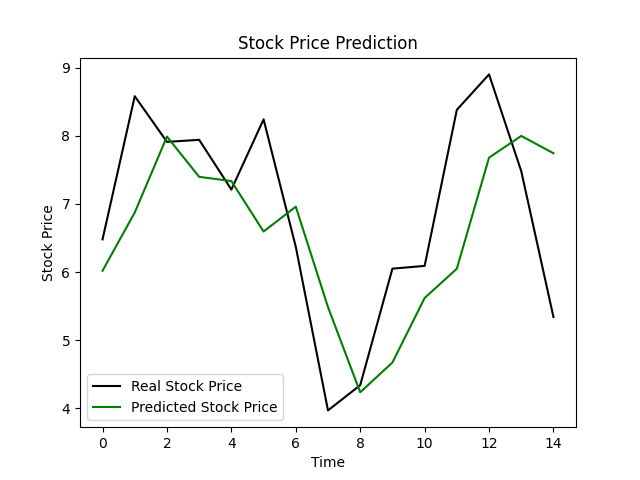 Stock Price Prediction
9
8
7
6
5
4
Stock Price
Real Stock Price
Predicted Stock Price
0 2 4 6 8 10 12 14
Time